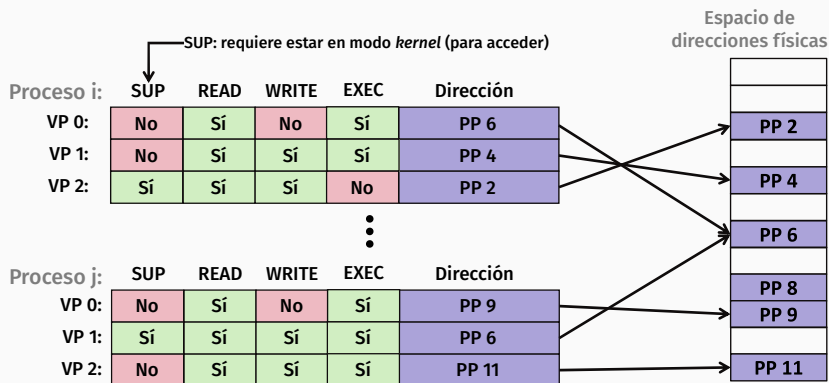 Espacio de
direcciones físicas
SUP: requiere estar en modo kernel (para acceder)
Proceso i: SUP READ WRITE EXEC Dirección
VP 0: No Sí No Sí PP 6
VP 1: No Sí Sí Sí PP 4
VP 2: Sí Sí Sí No PP 2
Proceso j: SUP READ WRITE EXEC Dirección
VP 0: No Sí No Sí PP 9
VP 1: Sí Sí Sí Sí PP 6
VP 2: No Sí Sí Sí PP 11
PP 2
PP 4
PP 6
PP 8
PP 9
PP 11